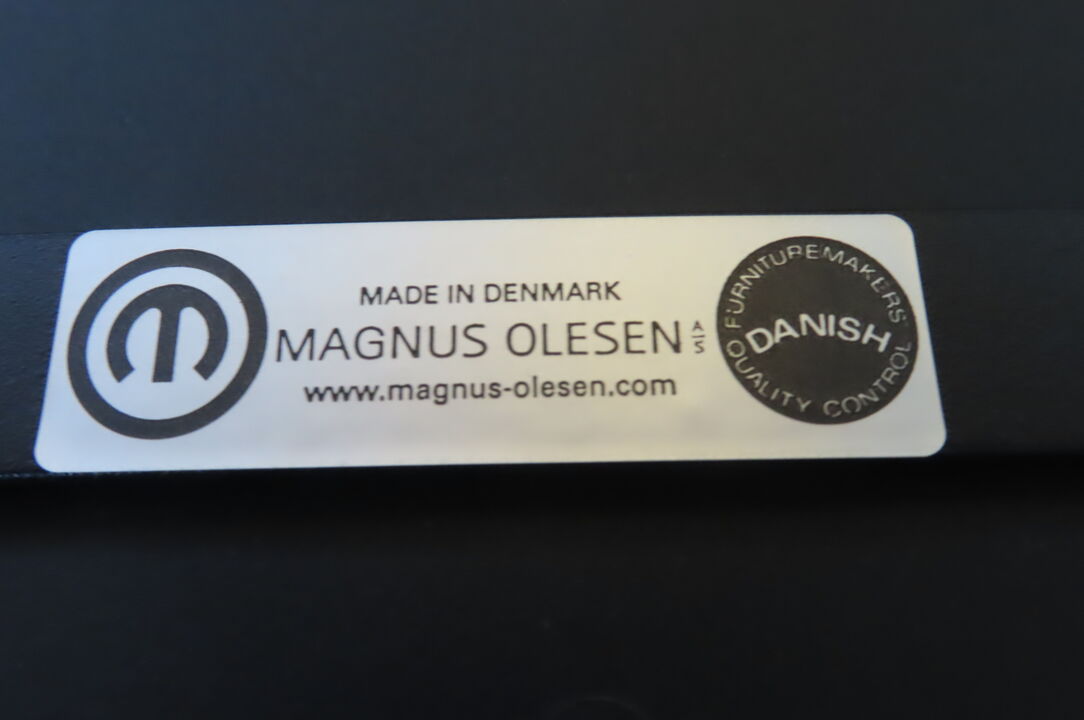 MADE IN DENMARK
MAGNUS OLESEN A/S
www.magnus-olesen.com
FURNITUREMAKERS'
DANISH
QUALITY CONTROL